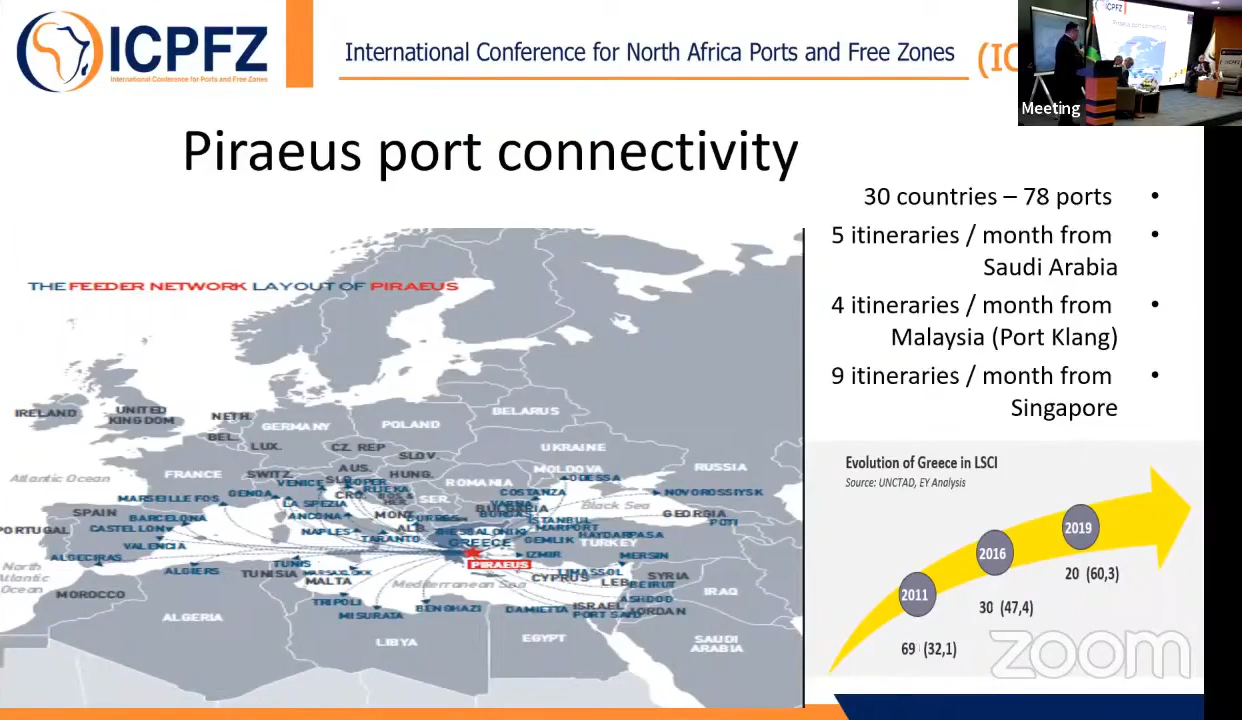 ICPFZ
International Conference for Ports and Free Zones
International Conference for North Africa Ports and Free Zones
(IC
Meeting
Piraeus port connectivity
30 countries – 78 ports
5 itineraries / month from
Saudi Arabia
4 itineraries / month from
Malaysia (Port Klang)
9 itineraries / month from
Singapore
THE FEEDER NETWORK LAYOUT OF PIRAEUS
IRELAND
UNITED
KINGDOM
NETH.
BEL.
LUX.
GERMANY
POLAND
BELARUS
CZ. REP
SLOV.
UKRAINE
AUS.
HUNG.
MOLDOVA
RUSSIA
Atlantic Ocean
FRANCE
SWITZ.
VENICE
KOPER
RIJEKA
CRO.
SER.
ROMANIA
ODESSA
MARSEILLE FOS
GENOA
LA SPEZIA
COSTANZA
VARNA
NOVOROSSIYSK
PORTUGAL
SPAIN
BARCELONA
ANCONA
MONT.
BULGARIA
BURGAS
Black Sea
GEORGIA
POTI
CASTELLON
NAPLES
ALB.
ISTANBUL
MARPORT
VALENCIA
TARANTO
THESSALONIKI
GREECE
GEMLIK
HAYDARPASA
TURKEY
ALGECIRAS
IZMIR
MERSIN
North
Atlantic
Ocean
ALGIERS
TUNIS
TUNISIA
MARSAXLOKK
MALTA
PIRAEUS
Mediterranean Sea
CYPRUS
LIMASSOL
LEB.
BEIRUT
SYRIA
IRAQ
MOROCCO
TRIPOLI
MISURATA
BENGHAZI
DAMIETTA
ISRAEL
PORT SAID
ASHDOD
JORDAN
ALGERIA
LIBYA
EGYPT
SAUDI
ARABIA
Evolution of Greece in LSCI
Source: UNCTAD, EY Analysis
2019
20 (60,3)
2016
30 (47,4)
2011
69 (32,1)
zoom